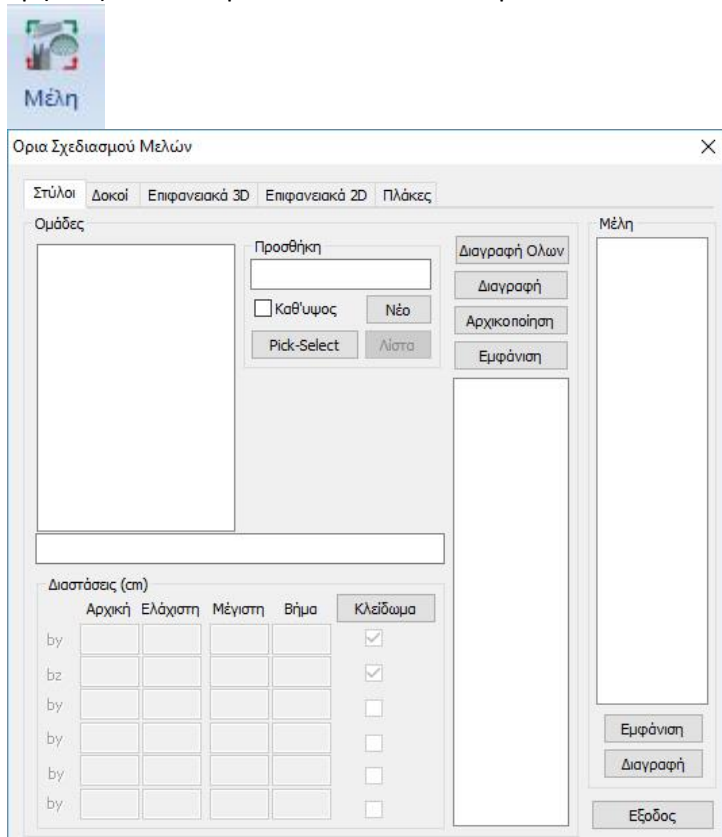 Μέλη
Ορια Σχεδιασμού Μελών
Στύλοι Δοκοί Επιφανειακά 3D Επιφανειακά 2D Πλάκες
Ομάδες
Προσθήκη
Καθ'υψος Νέο
Pick-Select Λίστα
Διαγραφή Ολων
Διαγραφή
Αρχικοποίηση
Εμφάνιση
Μέλη
Διαστάσεις (cm)
Αρχική Ελάχιστη Μέγιστη Βήμα Κλείδωμα
by
bz
by
by
by
by
Εμφάνιση
Διαγραφή
Εξοδος